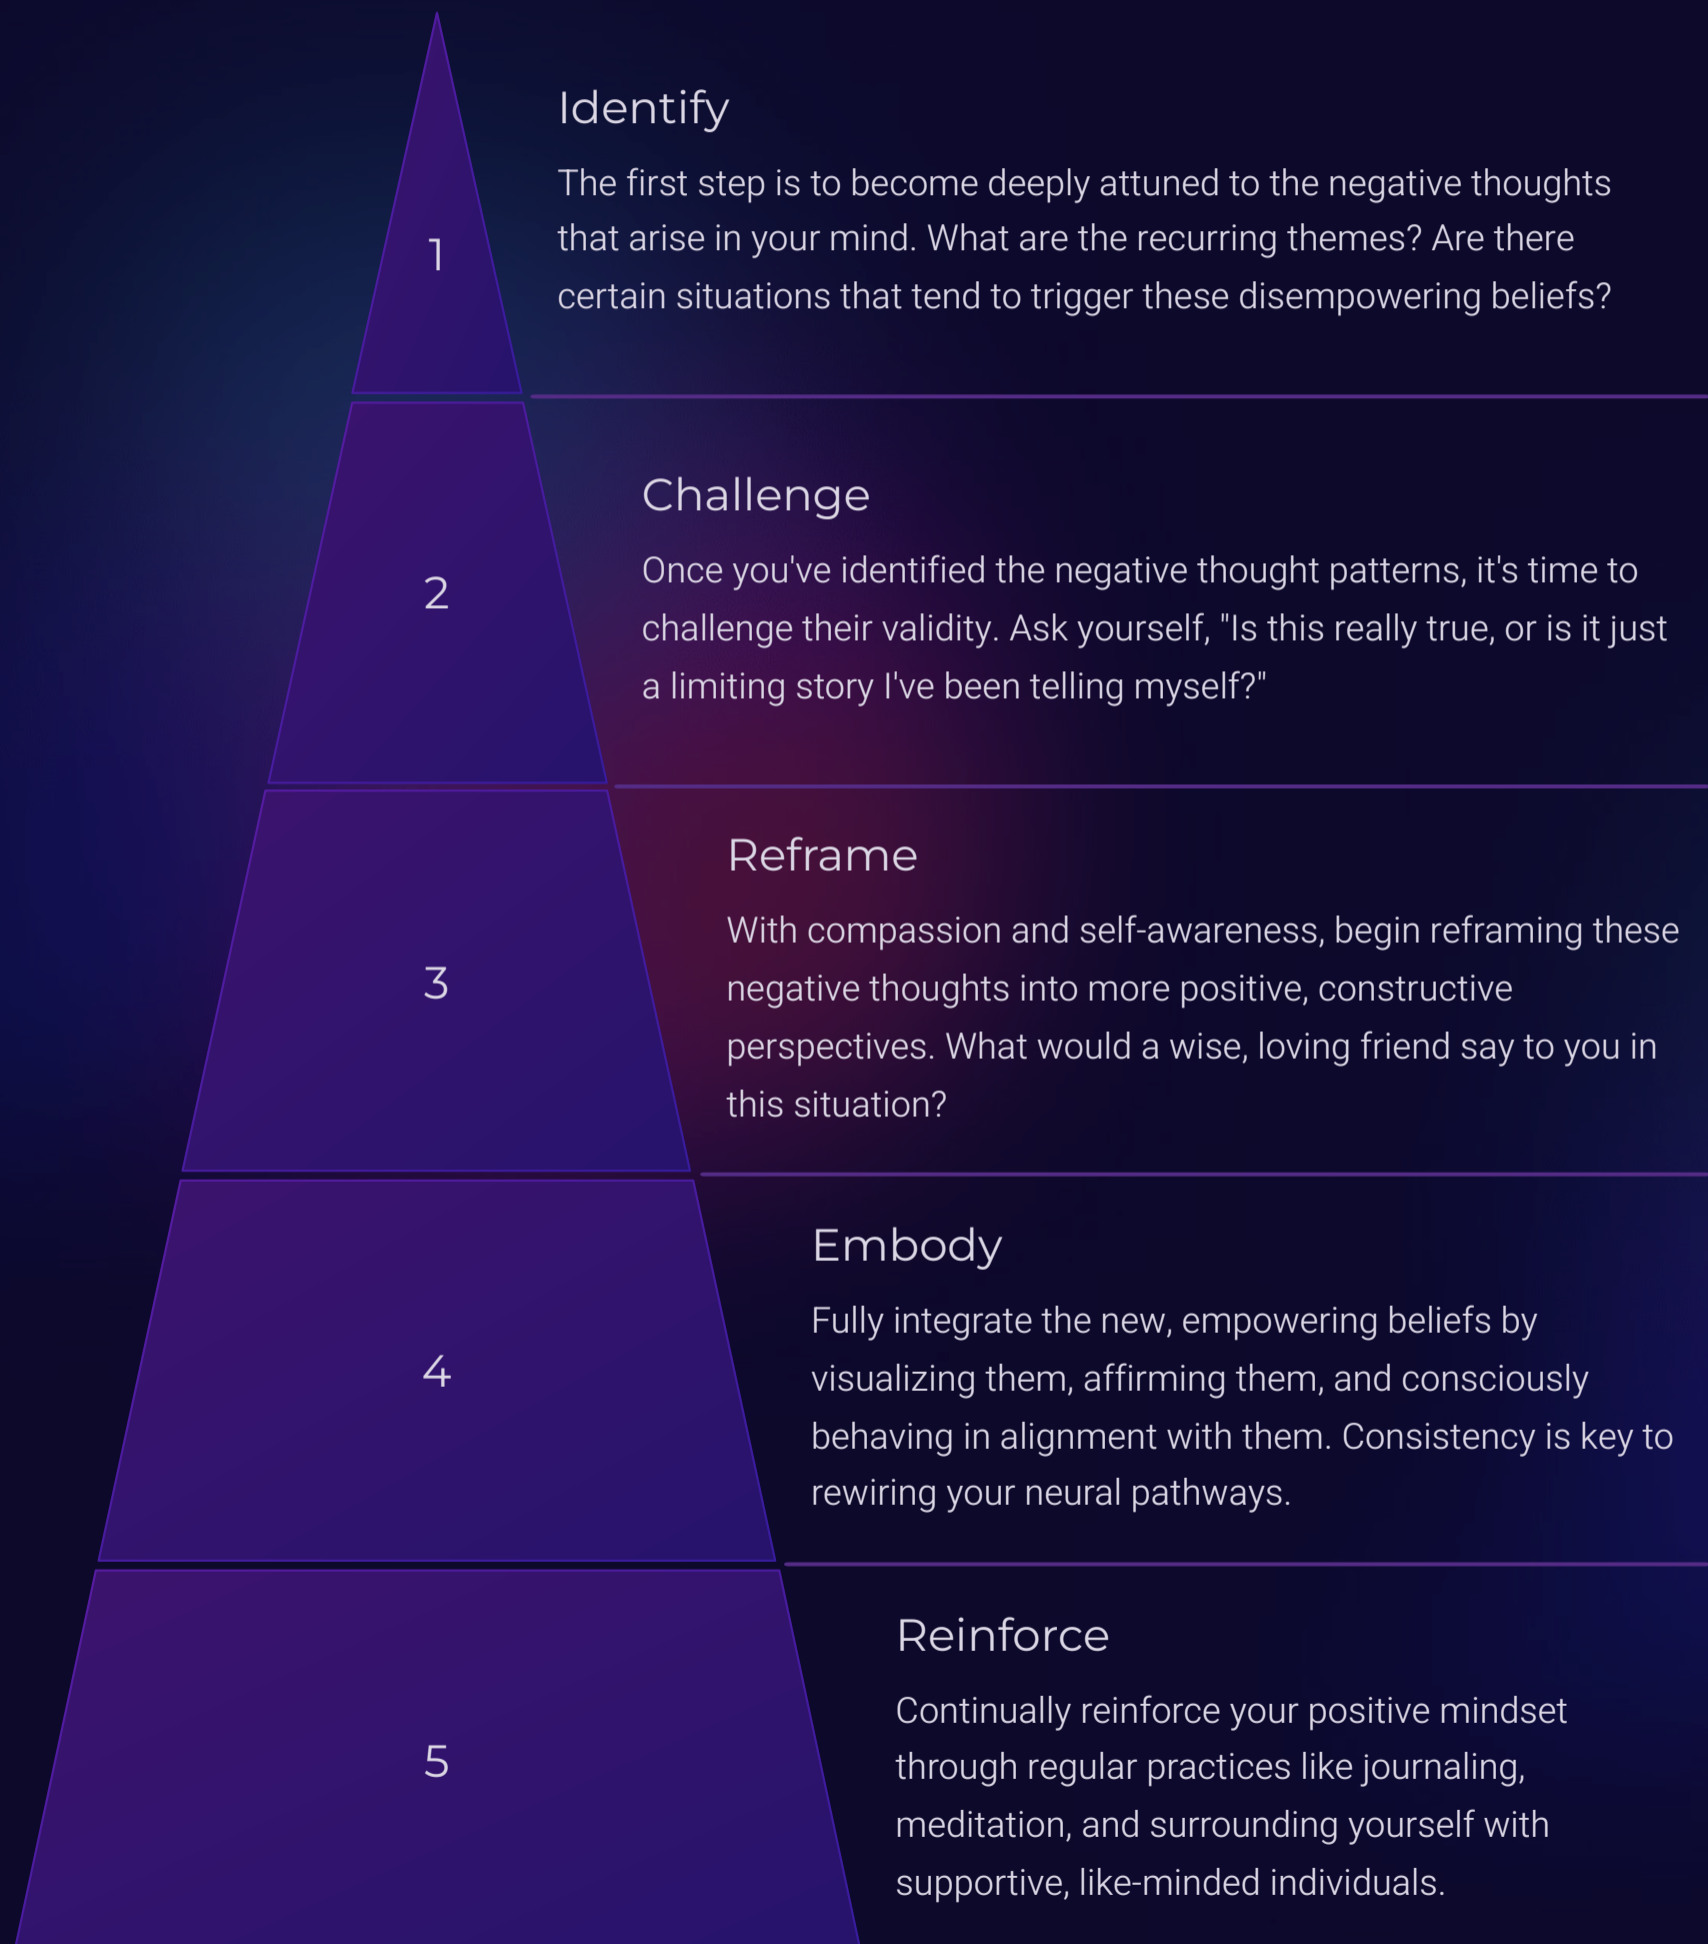 Identify
The first step is to become deeply attuned to the negative thoughts
that arise in your mind. What are the recurring themes? Are there
certain situations that tend to trigger these disempowering beliefs?
1
Challenge
Once you've identified the negative thought patterns, it's time to
challenge their validity. Ask yourself, "Is this really true, or is it just
a limiting story I've been telling myself?"
2
Reframe
With compassion and self-awareness, begin reframing these
negative thoughts into more positive, constructive
perspectives. What would a wise, loving friend say to you in
this situation?
3
Embody
Fully integrate the new, empowering beliefs by
visualizing them, affirming them, and consciously
behaving in alignment with them. Consistency is key to
rewiring your neural pathways.
4
Reinforce
Continually reinforce your positive mindset
through regular practices like journaling,
meditation, and surrounding yourself with
supportive, like-minded individuals.
5